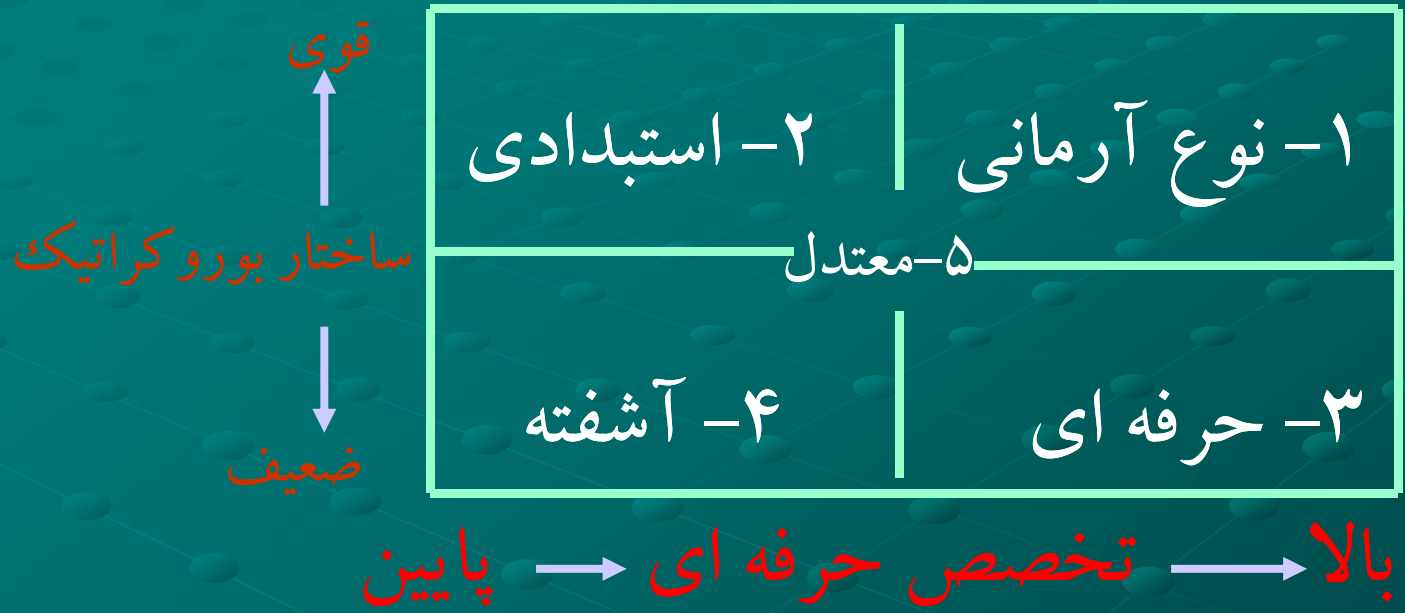 قوی
۱- نوع آرمانی
۲- استبدادی
ساختار بوروکراتیک
۵-معتدل
۳- حرفه ای
۴- آشفته
ضعیف
بالا
تخصص حرفه ای
پایین